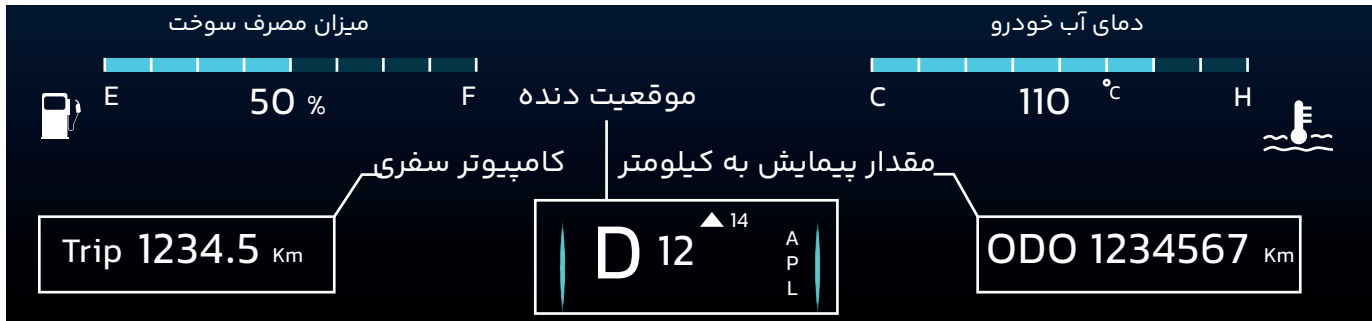 میزان مصرف سوخت
دمای آب خودرو
E 50 % F
موقعیت دنده
C 110 °C H
کامپیوتر سفری
مقدار پیمایش به کیلومتر
Trip 1234.5 Km
D 12 14
A
P
L
ODO 1234567 Km